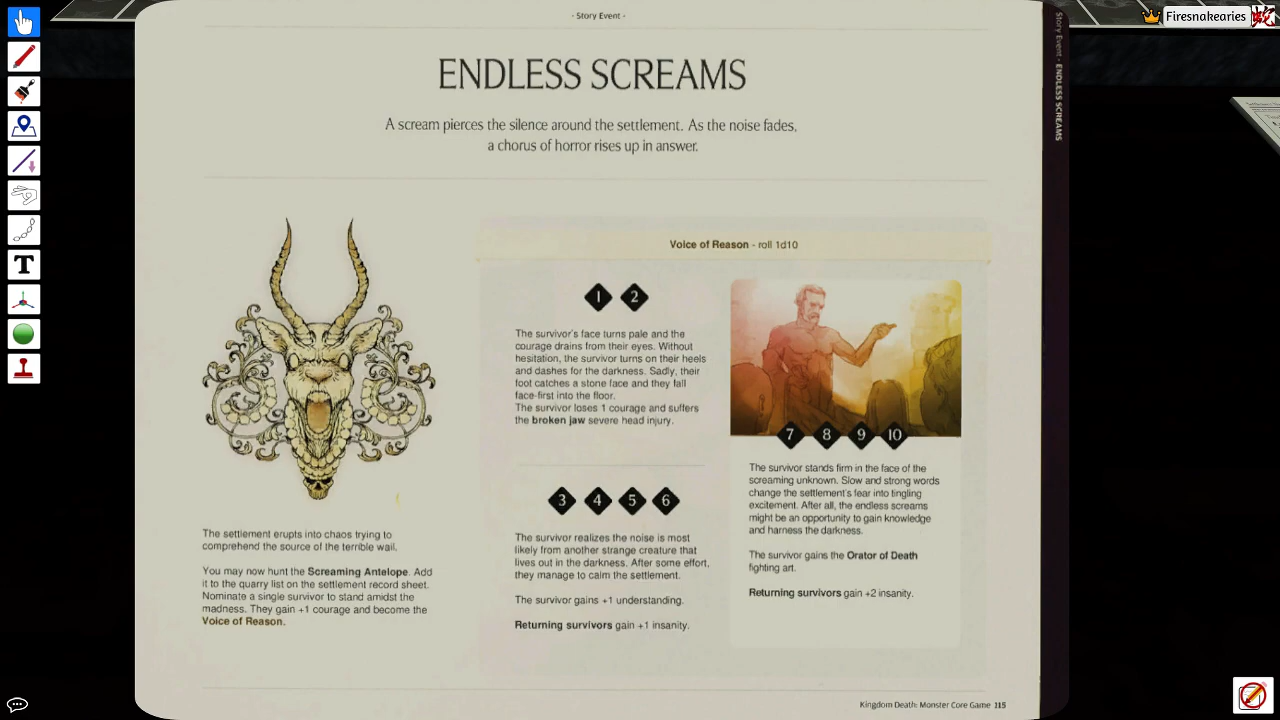 - Story Event -
Firesnakearies
Story Event - ENDLESS SCREAMS
ENDLESS SCREAMS
A scream pierces the silence around the settlement. As the noise fades,
a chorus of horror rises up in answer.
The settlement erupts into chaos trying to
comprehend the source of the terrible wail.
You may now hunt the Screaming Antelope. Add
it to the quarry list on the settlement record sheet.
Nominate a single survivor to stand amidst the
madness. They gain +1 courage and become the
Voice of Reason.
Voice of Reason - roll 1d10
1 2
The survivor's face turns pale and the
courage drains from their eyes. Without
hesitation, the survivor turns on their heels
and dashes for the darkness. Sadly, their
foot catches a stone face and they fall
face-first into the floor.
The survivor loses 1 courage and suffers
the broken jaw severe head injury.
3 4 5 6
The survivor realizes the noise is most
likely from another strange creature that
lives out in the darkness. After some effort,
they manage to calm the settlement.
The survivor gains +1 understanding.
Returning survivors gain +1 insanity.
7 8 9 10
The survivor stands firm in the face of the
screaming unknown. Slow and strong words
change the settlement's fear into tingling
excitement. After all, the endless screams
might be an opportunity to gain knowledge
and harness the darkness.
The survivor gains the Orator of Death
fighting art.
Returning survivors gain +2 insanity.
Kingdom Death: Monster Core Game 115
T